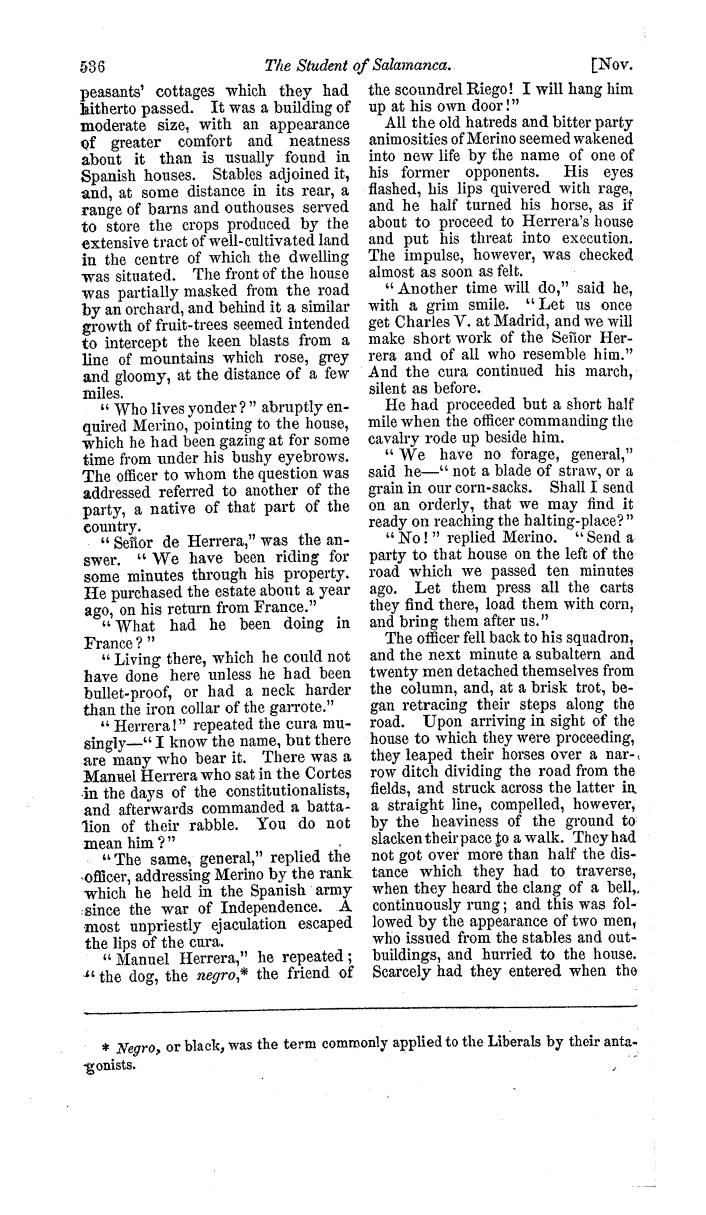 536 The Student of Salamanca. [Nov.
peasants' cottages which they had
hitherto passed. It was a building of
moderate size, with an appearance
of greater comfort and neatness
about it than is usually found in
Spanish houses. Stables adjoined it,
and, at some distance in its rear, a
range of barns and outhouses served
to store the crops produced by the
extensive tract of well-cultivated land
in the centre of which the dwelling
was situated. The front of the house
was partially masked from the road
by an orchard, and behind it a similar
growth of fruit-trees seemed intended
to intercept the keen blasts from a
line of mountains which rose, grey
and gloomy, at the distance of a few
miles.
"Who lives yonder?" abruptly en-
quired Merino, pointing to the house,
which he had been gazing at for some
time from under his bushy eyebrows.
The officer to whom the question was
addressed referred to another of the
party, a native of that part of the
country.
"Señor de Herrera," was the an-
swer. "We have been riding for
some minutes through his property.
He purchased the estate about a year
ago, on his return from France."
"What had he been doing in
France?"
"Living there, which he could not
have done here unless he had been
bullet-proof, or had a neck harder
than the iron collar of the garrote."
"Herrera!" repeated the cura mu-
singly—"I know the name, but there
are many who bear it. There was a
Manuel Herrera who sat in the Cortes
in the days of the constitutionalists,
and afterwards commanded a batta-
lion of their rabble. You do not
mean him?"
"The same, general," replied the
officer, addressing Merino by the rank
which he held in the Spanish army
since the war of Independence. A
most unpriestly ejaculation escaped
the lips of the cura.
"Manuel Herrera," he repeated;
"the dog, the negro,* the friend of
the scoundrel Riego! I will hang him
up at his own door!"
All the old hatreds and bitter party
animosities of Merino seemed wakened
into new life by the name of one of
his former opponents. His eyes
flashed, his lips quivered with rage,
and he half turned his horse, as if
about to proceed to Herrera's house
and put his threat into execution.
The impulse, however, was checked
almost as soon as felt.
"Another time will do," said he,
with a grim smile. "Let us once
get Charles V. at Madrid, and we will
make short work of the Señor Her-
rera and of all who resemble him."
And the cura continued his march,
silent as before.
He had proceeded but a short half
mile when the officer commanding the
cavalry rode up beside him.
"We have no forage, general,"
said he—"not a blade of straw, or a
grain in our corn-sacks. Shall I send
on an orderly, that we may find it
ready on reaching the halting-place?"
"No!" replied Merino. "Send a
party to that house on the left of the
road which we passed ten minutes
ago. Let them press all the carts
they find there, load them with corn,
and bring them after us."
The officer fell back to his squadron,
and the next minute a subaltern and
twenty men detached themselves from
the column, and, at a brisk trot, be-
gan retracing their steps along the
road. Upon arriving in sight of the
house to which they were proceeding,
they leaped their horses over a nar-
row ditch dividing the road from the
fields, and struck across the latter in
a straight line, compelled, however,
by the heaviness of the ground to
slacken their pace to a walk. They had
not got over more than half the dis-
tance which they had to traverse,
when they heard the clang of a bell,
continuously rung; and this was fol-
lowed by the appearance of two men,
who issued from the stables and out-
buildings, and hurried to the house.
Scarcely had they entered when the
* Negro, or black, was the term commonly applied to the Liberals by their anta-
gonists.